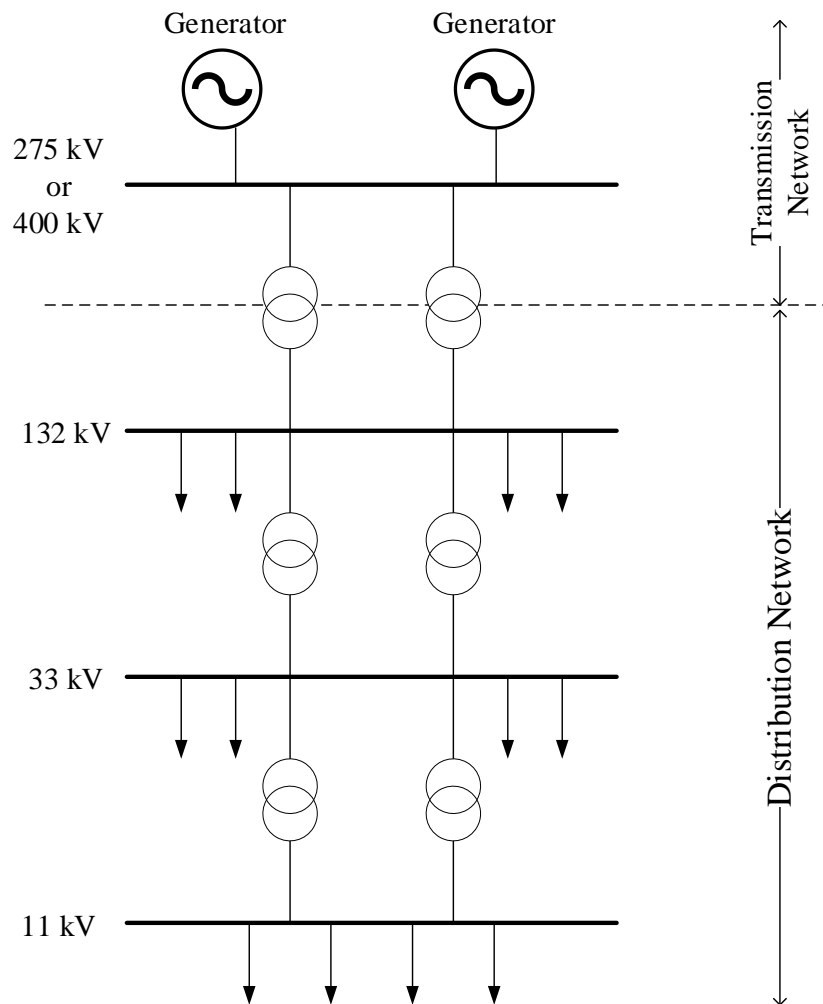 Generator
Generator
275 kV
or
400 kV
Transmission
Network
132 kV
33 kV
Distribution Network
11 kV